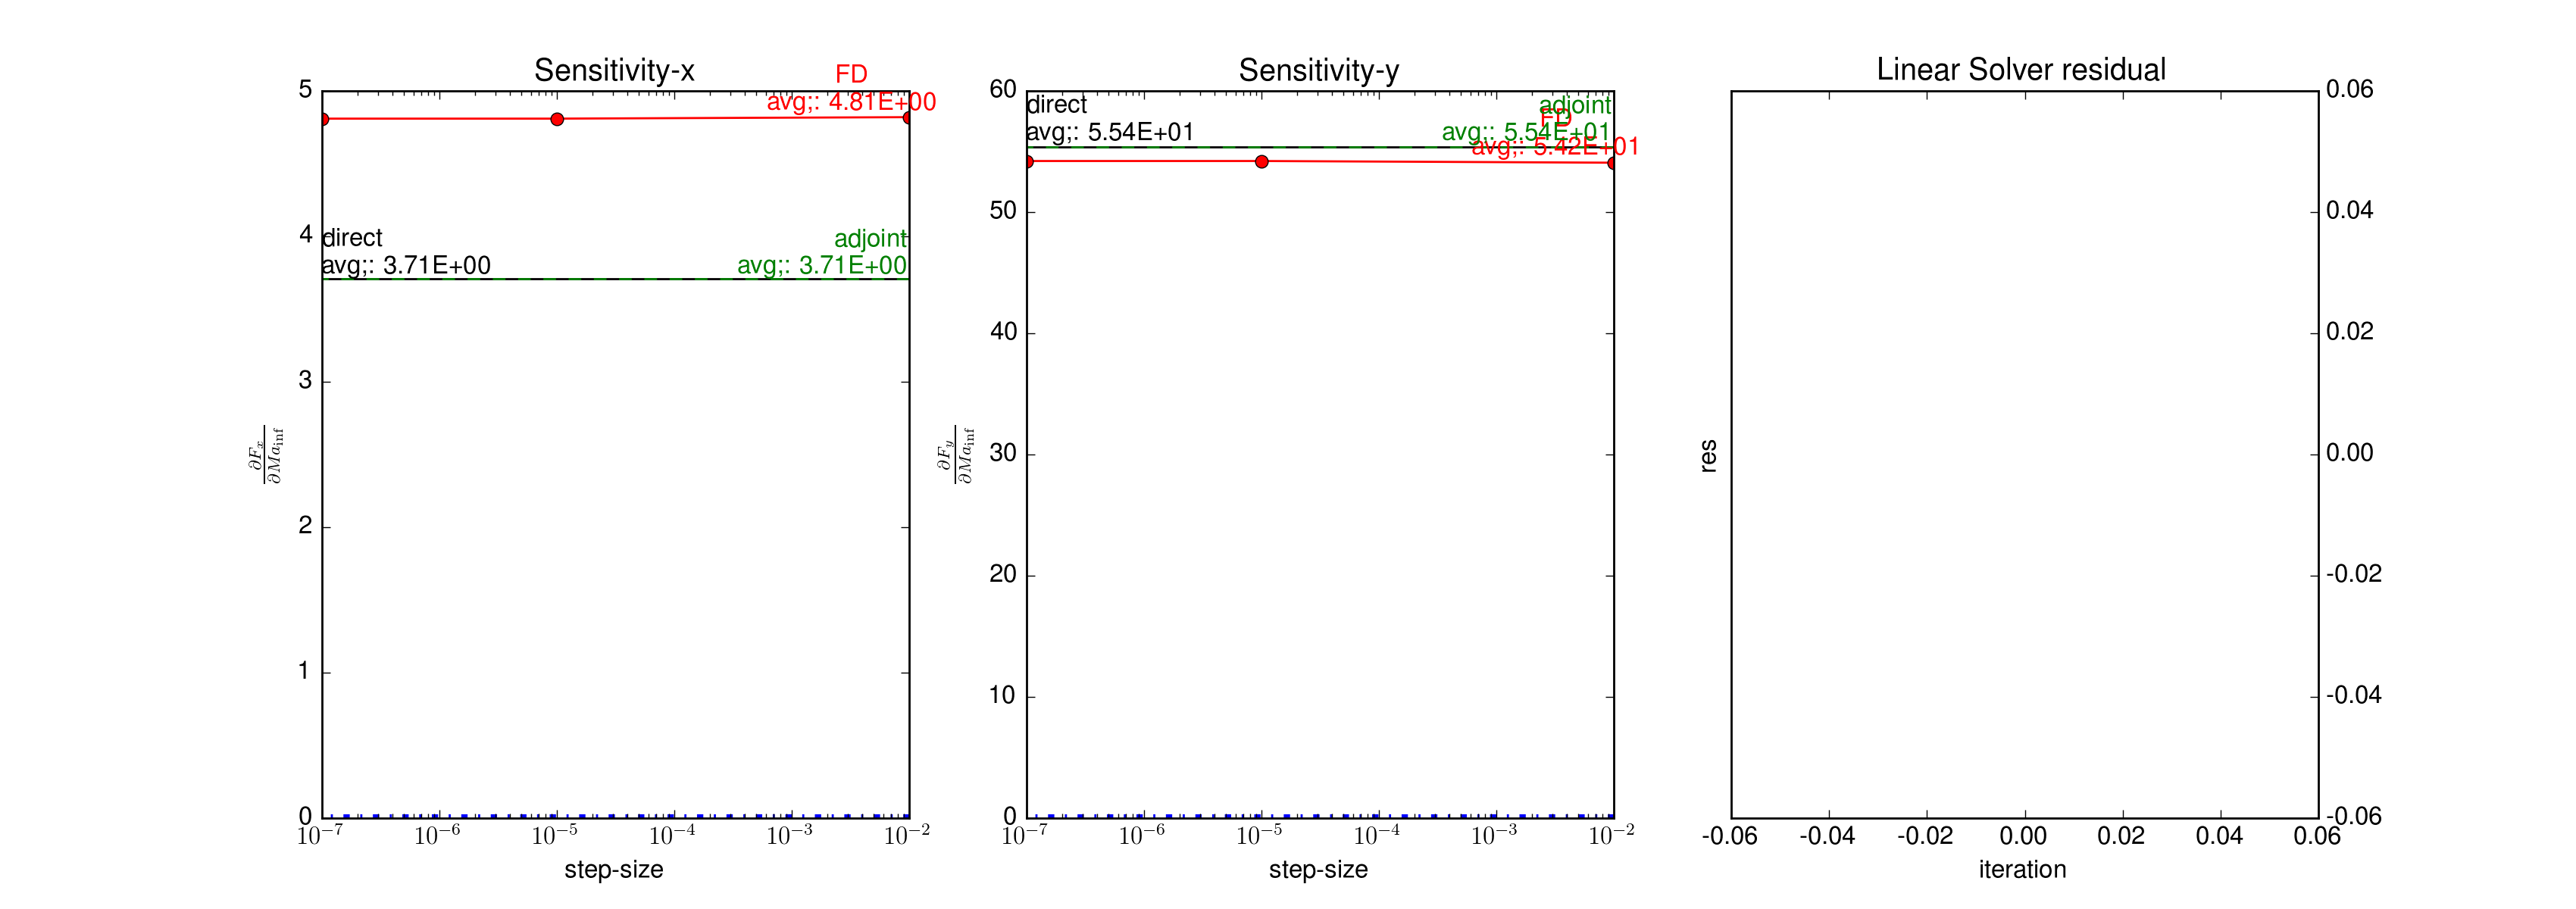 Sensitivity-x
FD
avg;: 4.81E+00
direct
avg;: 3.71E+00
adjoint
avg;: 3.71E+00
5
4
3
2
1
0
∂F_x
∂Ma_inf
10^-7
10^-6
10^-5
10^-4
10^-3
10^-2
step-size
Sensitivity-y
direct
avg;: 5.54E+01
adjoint
avg;: 5.54E+01
FD
avg;: 5.42E+01
60
50
40
30
20
10
0
∂F_y
∂Ma_inf
10^-7
10^-6
10^-5
10^-4
10^-3
10^-2
step-size
Linear Solver residual
res
0.06
0.04
0.02
0.00
-0.02
-0.04
-0.06
-0.06
-0.04
-0.02
0.00
0.02
0.04
0.06
iteration